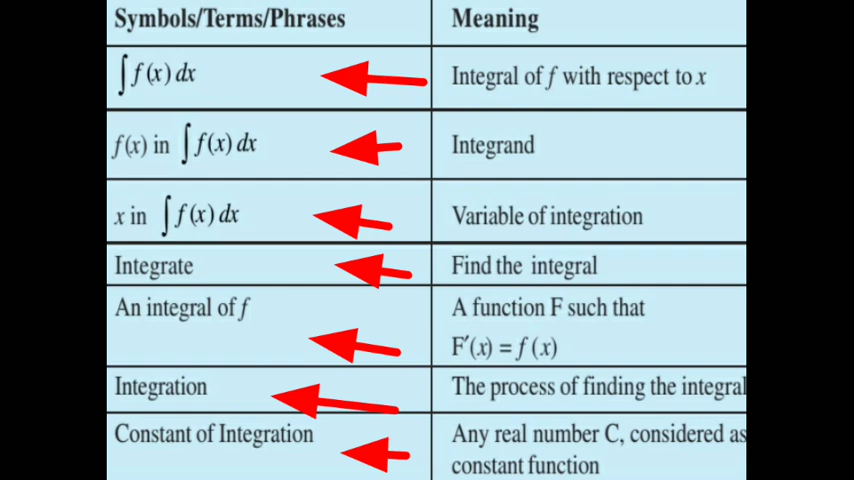 Symbols/Terms/Phrases Meaning
∫ f(x) dx Integral of f with respect to x
f(x) in ∫ f(x) dx Integrand
x in ∫ f(x) dx Variable of integration
Integrate Find the integral
An integral of f A function F such that
F′(x) = f (x)
Integration The process of finding the integral
Constant of Integration Any real number C, considered as
constant function